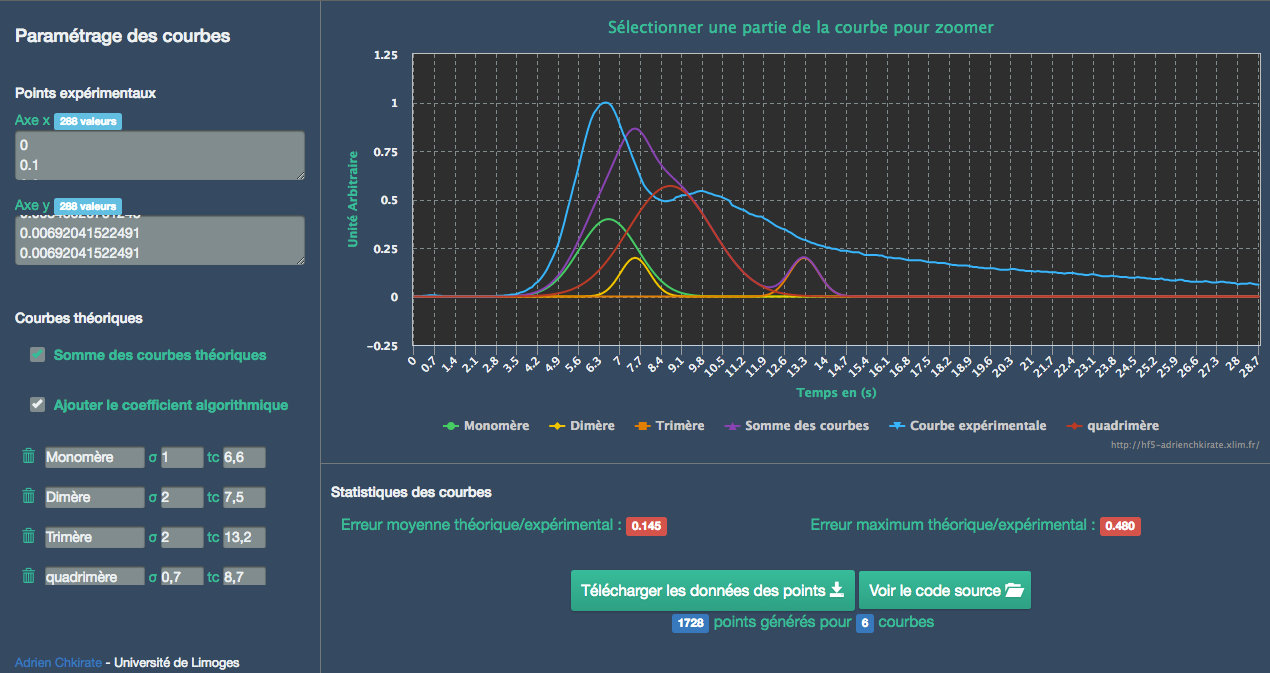 Paramétrage des courbes
Points expérimentaux
Axe x 288 valeurs
0
0.1
Axe y 288 valeurs
0.00692041522491
0.00692041522491
Courbes théoriques
Somme des courbes théoriques
Ajouter le coefficient algorithmique
Monomère σ 1 tc 6,6
Dimère σ 2 tc 7,5
Trimère σ 2 tc 13,2
quadrimère σ 0,7 tc 8,7
Adrien Chkirate - Université de Limoges
Sélectionner une partie de la courbe pour zoomer
Unité Arbitraire
1.25
1
0.75
0.5
0.25
0
−0.25
0 0.7 1.4 2.1 2.8 3.5 4.2 4.9 5.6 6.3 7 7.7 8.4 9.1 9.8 10.5 11.2 11.9 12.6 13.3 14 14.7 15.4 16.1 16.8 17.5 18.2 18.9 19.6 20.3 21 21.7 22.4 23.1 23.8 24.5 25.2 25.9 26.6 27.3 28 28.7
Temps en (s)
Monomère Dimère Trimère Somme des courbes Courbe expérimentale quadrimère
http://hf5-adrienchkirate.xlim.fr/
Statistiques des courbes
Erreur moyenne théorique/expérimental : 0.145
Erreur maximum théorique/expérimental : 0.480
Télécharger les données des points
Voir le code source
1728 points générés pour 6 courbes